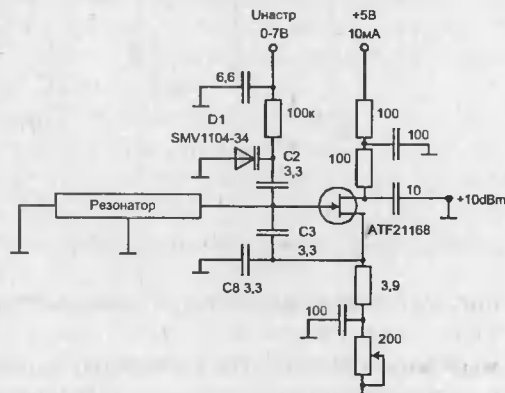 Uнастр
0-7В
+5В
10мА
6,6
D1
SMV1104-34
100к
100
100
C2
3,3
100
Резонатор
10
+10dBm
ATF21168
C3
3,3
C8 3,3
3,9
100
200